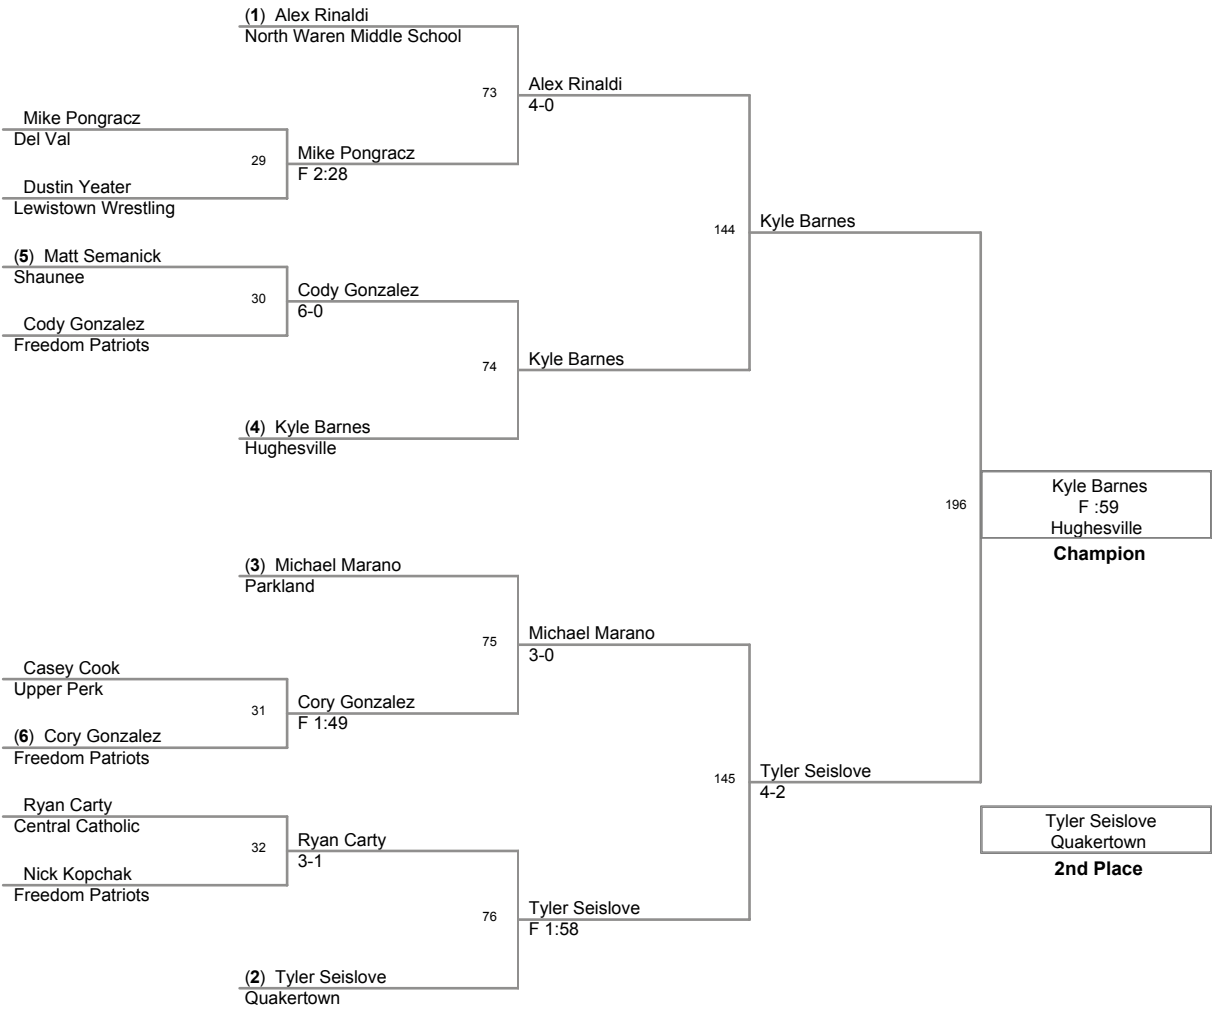 (1) Alex Rinaldi
North Waren Middle School
73
Alex Rinaldi
4-0
Mike Pongracz
Del Val
29
Mike Pongracz
F 2:28
Dustin Yeater
Lewistown Wrestling
144
Kyle Barnes
(5) Matt Semanick
Shaunee
30
Cody Gonzalez
6-0
Cody Gonzalez
Freedom Patriots
74
Kyle Barnes
(4) Kyle Barnes
Hughesville
196
Kyle Barnes
F :59
Hughesville
Champion
(3) Michael Marano
Parkland
75
Michael Marano
3-0
Casey Cook
Upper Perk
31
Cory Gonzalez
F 1:49
(6) Cory Gonzalez
Freedom Patriots
145
Tyler Seislove
4-2
Ryan Carty
Central Catholic
32
Ryan Carty
3-1
Nick Kopchak
Freedom Patriots
Tyler Seislove
Quakertown
2nd Place
76
Tyler Seislove
F 1:58
(2) Tyler Seislove
Quakertown